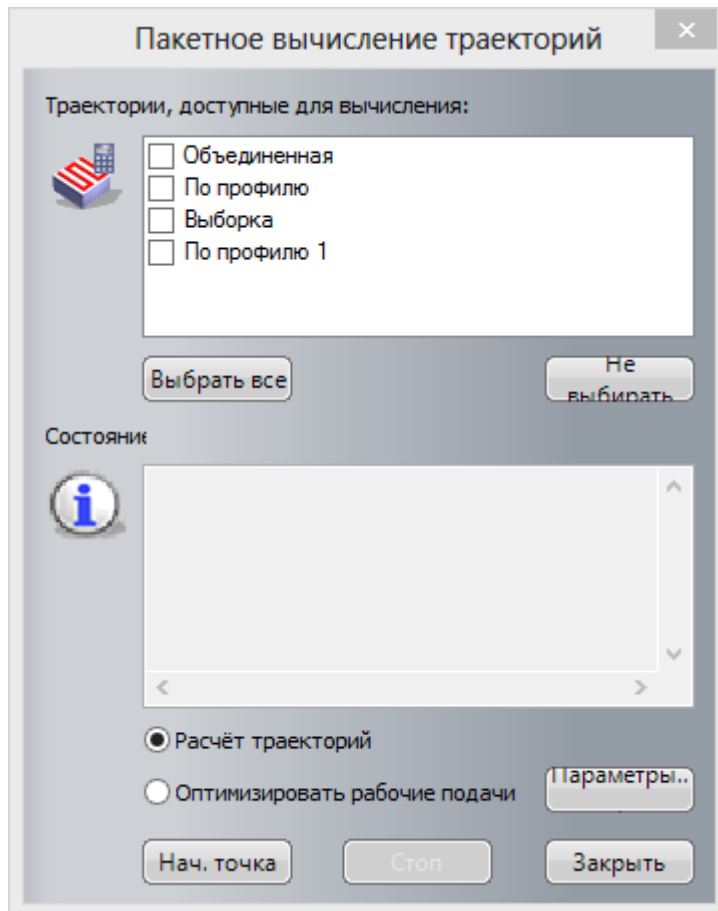 Пакетное вычисление траекторий
Траектории, доступные для вычисления:
Объединенная
По профилю
Выборка
По профилю 1
Выбрать все
Не
выбирать
Состояние
Расчёт траекторий
Оптимизировать рабочие подачи
Параметры..
Нач. точка
Стоп
Закрыть